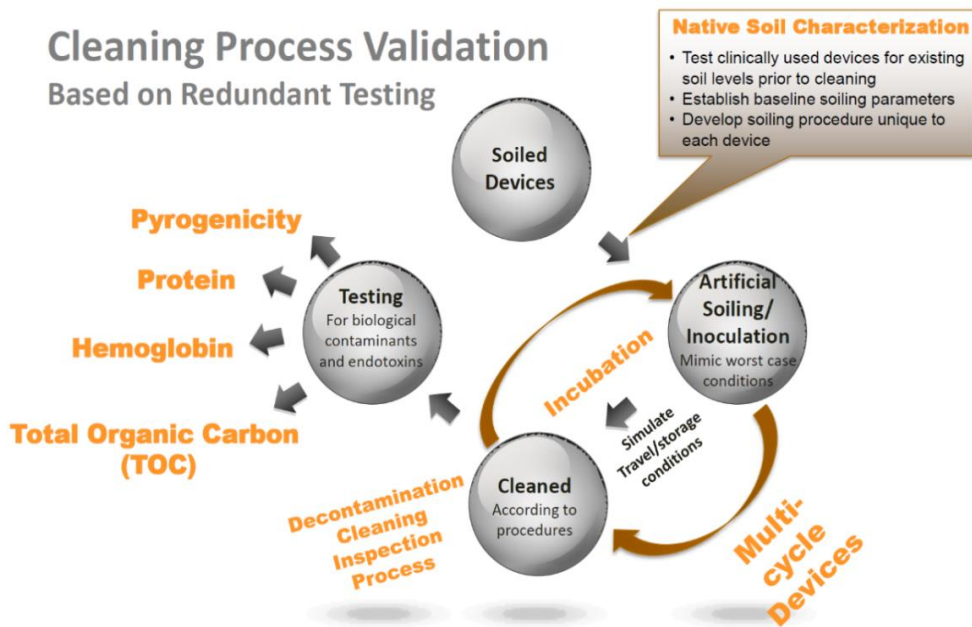 Cleaning Process Validation
Based on Redundant Testing
Native Soil Characterization
• Test clinically used devices for existing
soil levels prior to cleaning
• Establish baseline soiling parameters
• Develop soiling procedure unique to
each device
Soiled
Devices
Artificial
Soiling/
Inoculation
Mimic worst case
conditions
Incubation
Simulate
Travel/storage
conditions
Multi-
cycle
Devices
Cleaned
According to
procedures
Decontamination
Cleaning
Inspection
Process
Testing
For biological
contaminants
and endotoxins
Pyrogenicity
Protein
Hemoglobin
Total Organic Carbon
(TOC)